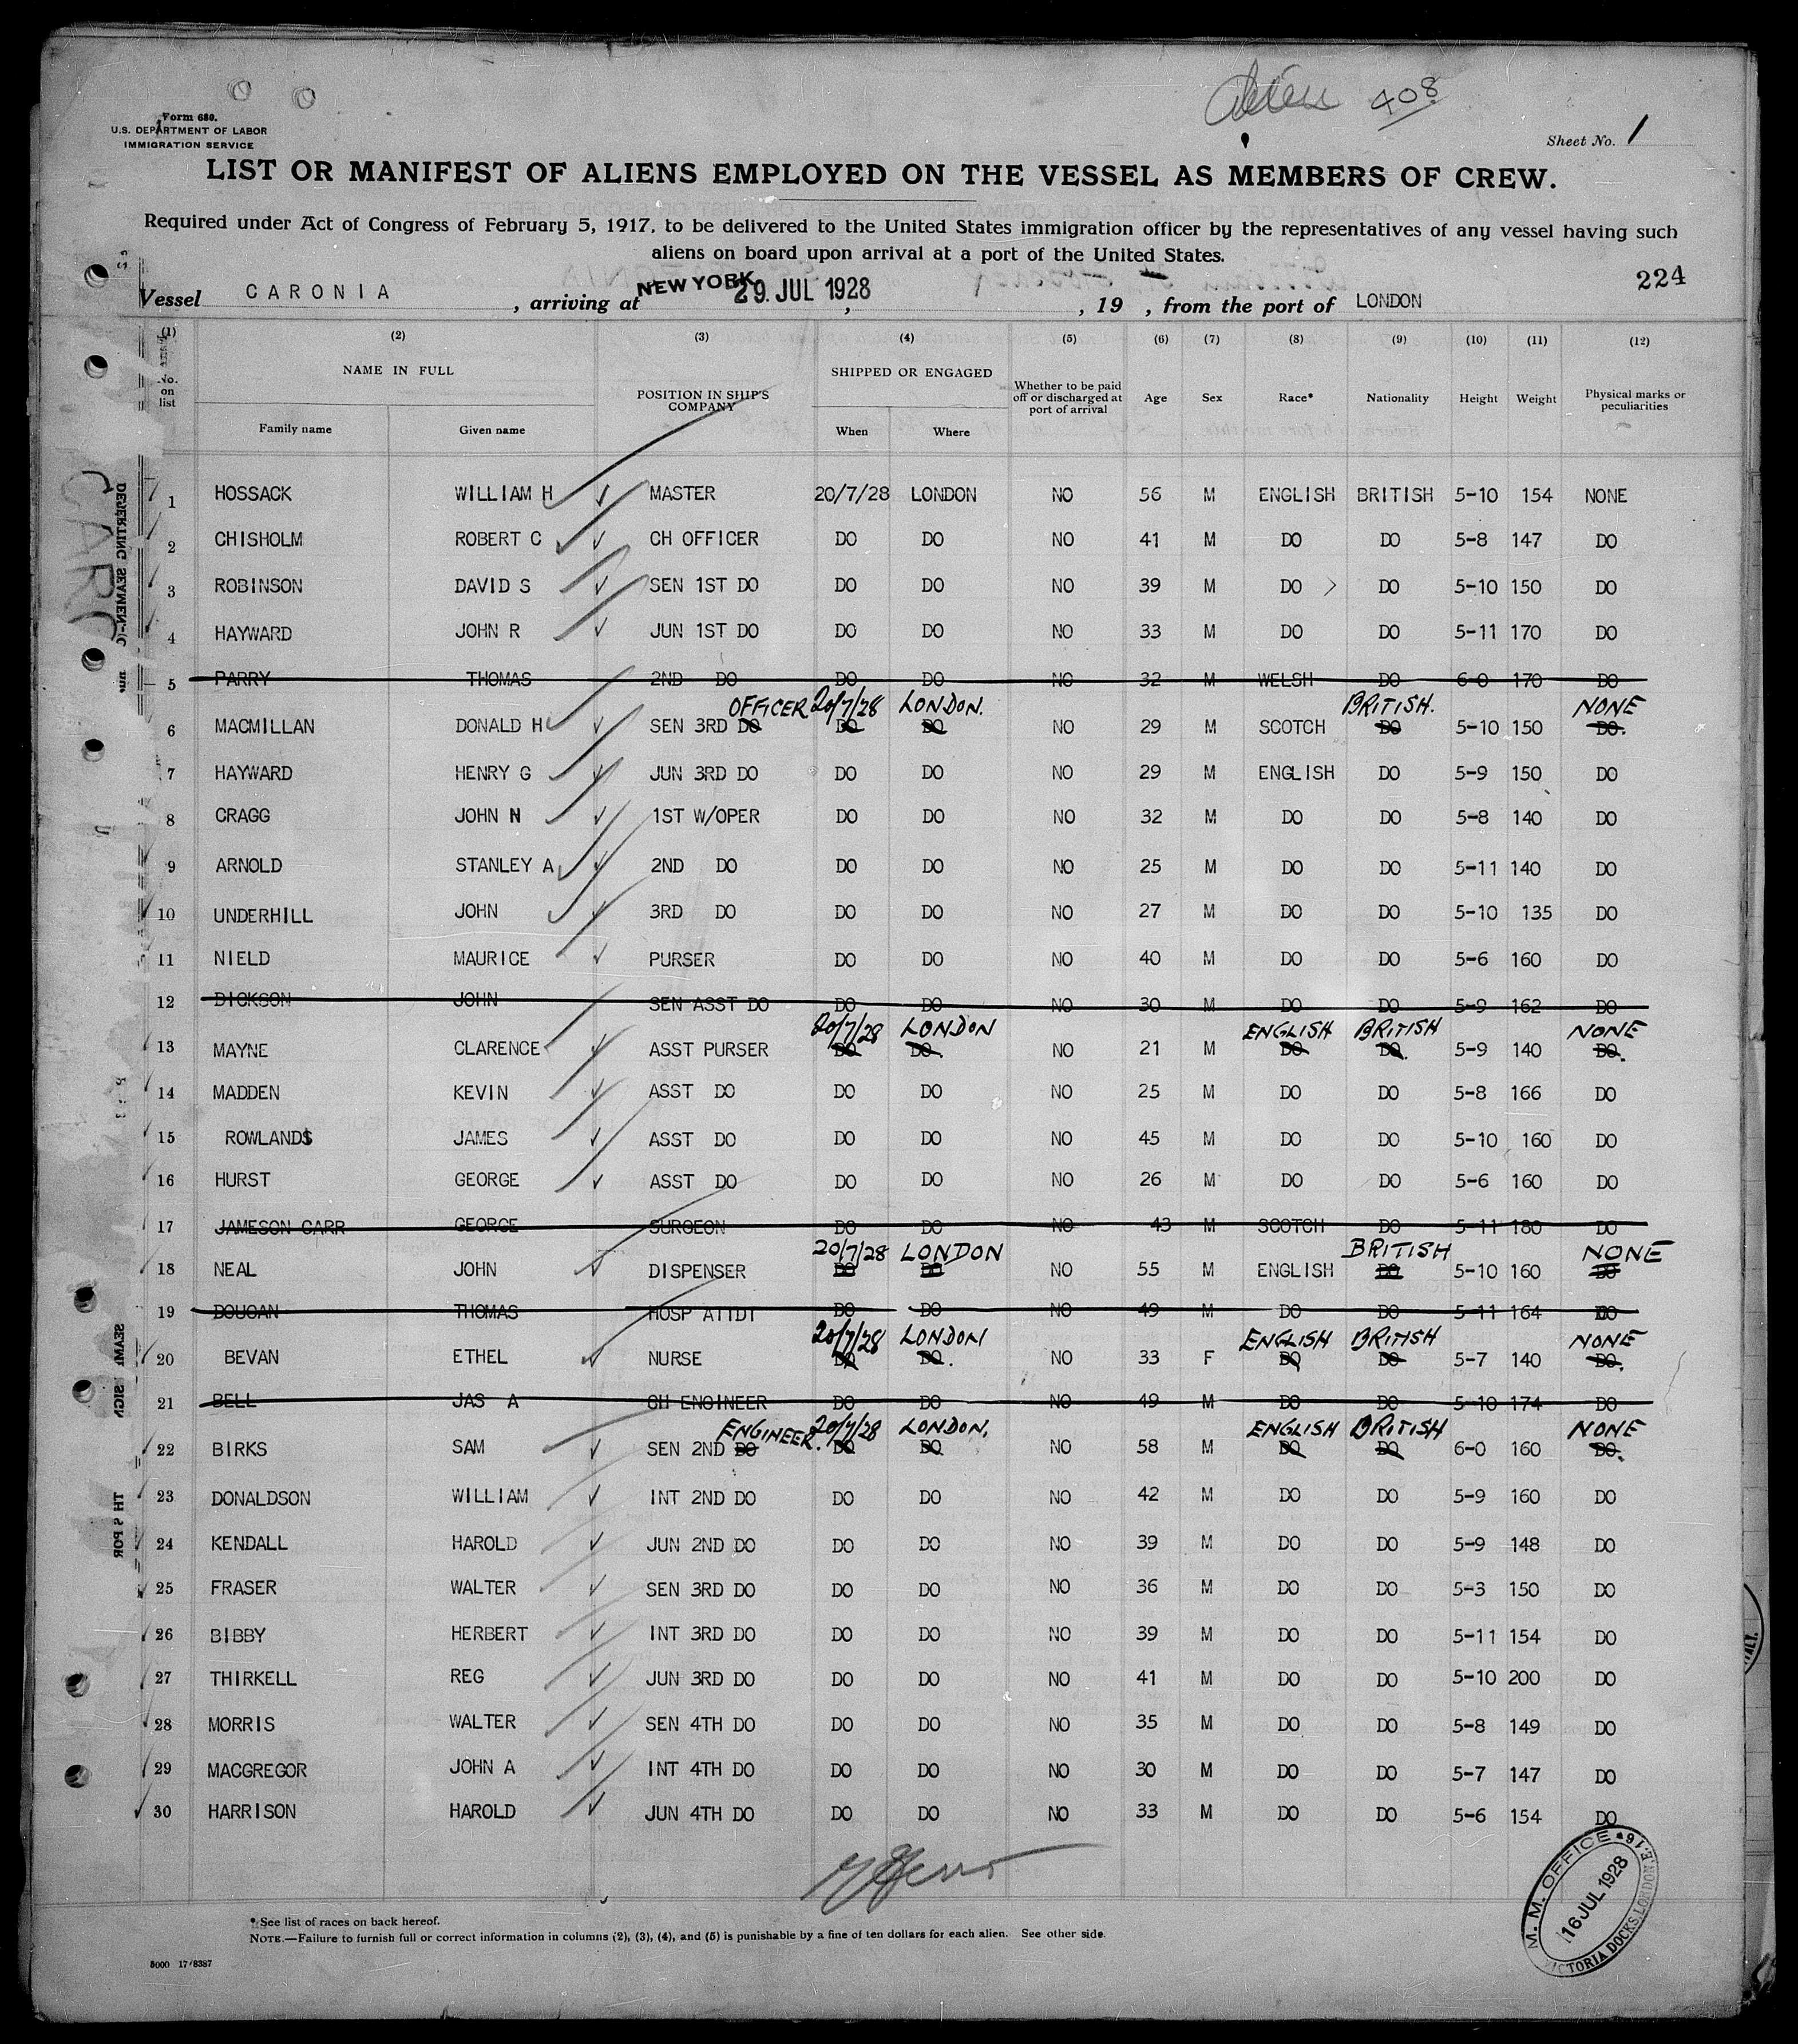 Alien 408
Form 680.
U.S. DEPARTMENT OF LABOR
IMMIGRATION SERVICE
Sheet No. 1
LIST OR MANIFEST OF ALIENS EMPLOYED ON THE VESSEL AS MEMBERS OF CREW.
Required under Act of Congress of February 5, 1917, to be delivered to the United States immigration officer by the representatives of any vessel having such
aliens on board upon arrival at a port of the United States.
224
Vessel CARONIA, arriving at NEW YORK 29. JUL 1928, , 19 , from the port of LONDON
(1) (2) (3) (4) (5) (6) (7) (8) (9) (10) (11) (12)
No. on list NAME IN FULL POSITION IN SHIP'S COMPANY SHIPPED OR ENGAGED Whether to be paid off or discharged at port of arrival Age Sex Race* Nationality Height Weight Physical marks or peculiarities
Family name Given name When Where
1 HOSSACK WILLIAM H MASTER 20/7/28 LONDON NO 56 M ENGLISH BRITISH 5-10 154 NONE
2 CHISHOLM ROBERT C CH OFFICER DO DO NO 41 M DO DO 5-8 147 DO
3 ROBINSON DAVID S SEN 1ST DO DO DO NO 39 M DO DO 5-10 150 DO
4 HAYWARD JOHN R JUN 1ST DO DO DO NO 33 M DO DO 5-11 170 DO
5 PARRY THOMAS 2ND DO DO DO NO 32 M WELSH DO 6-0 170 DO
OFFICER 20/7/28 LONDON. BRITISH. NONE
6 MACMILLAN DONALD H SEN 3RD DO DO DO NO 29 M SCOTCH DO 5-10 150 DO.
7 HAYWARD HENRY G JUN 3RD DO DO DO NO 29 M ENGLISH DO 5-9 150 DO
8 CRAGG JOHN N 1ST W/OPER DO DO NO 32 M DO DO 5-8 140 DO
9 ARNOLD STANLEY A 2ND DO DO DO NO 25 M DO DO 5-11 140 DO
10 UNDERHILL JOHN 3RD DO DO DO NO 27 M DO DO 5-10 135 DO
11 NIELD MAURICE PURSER DO DO NO 40 M DO DO 5-6 160 DO
12 DICKSON JOHN SEN ASST DO DO DO NO 30 M DO DO 5-9 162 DO
20/7/28 LONDON ENGLISH BRITISH NONE
13 MAYNE CLARENCE ASST PURSER DO DO. NO 21 M DO DO. 5-9 140 DO.
14 MADDEN KEVIN ASST DO DO DO NO 25 M DO DO 5-8 166 DO
15 ROWLANDS JAMES ASST DO DO DO NO 45 M DO DO 5-10 160 DO
16 HURST GEORGE ASST DO DO DO NO 26 M DO DO 5-6 160 DO
17 JAMESON CARR GEORGE SURGEON DO DO NO 43 M SCOTCH DO 5-11 180 DO
20/7/28 LONDON BRITISH NONE
18 NEAL JOHN DISPENSER DO DO NO 55 M ENGLISH DO 5-10 160 DO
19 DOUGAN THOMAS HOSP ATTDT DO DO NO 49 M DO DO 5-11 164 DO
20/7/28 LONDON ENGLISH BRITISH NONE
20 BEVAN ETHEL NURSE DO DO. NO 33 F DO DO 5-7 140 DO.
21 BELL JAS A CH ENGINEER DO DO NO 49 M DO DO 5-10 174 DO
ENGINEER. 20/7/28 LONDON, ENGLISH BRITISH NONE
22 BIRKS SAM SEN 2ND DO DO DO NO 58 M DO DO 6-0 160 DO.
23 DONALDSON WILLIAM INT 2ND DO DO DO NO 42 M DO DO 5-9 160 DO
24 KENDALL HAROLD JUN 2ND DO DO DO NO 39 M DO DO 5-9 148 DO
25 FRASER WALTER SEN 3RD DO DO DO NO 36 M DO DO 5-3 150 DO
26 BIBBY HERBERT INT 3RD DO DO DO NO 39 M DO DO 5-11 154 DO
27 THIRKELL REG JUN 3RD DO DO DO NO 41 M DO DO 5-10 200 DO
28 MORRIS WALTER SEN 4TH DO DO DO NO 35 M DO DO 5-8 149 DO
29 MACGREGOR JOHN A INT 4TH DO DO DO NO 30 M DO DO 5-7 147 DO
30 HARRISON HAROLD JUN 4TH DO DO DO NO 33 M DO DO 5-6 154 DO
M. M. OFFICE
16 JUL 1928
VICTORIA DOCKS, LONDON, E.16
* See list of races on back hereof.
NOTE.—Failure to furnish full or correct information in columns (2), (3), (4), and (5) is punishable by a fine of ten dollars for each alien. See other side.
5000 17/8387